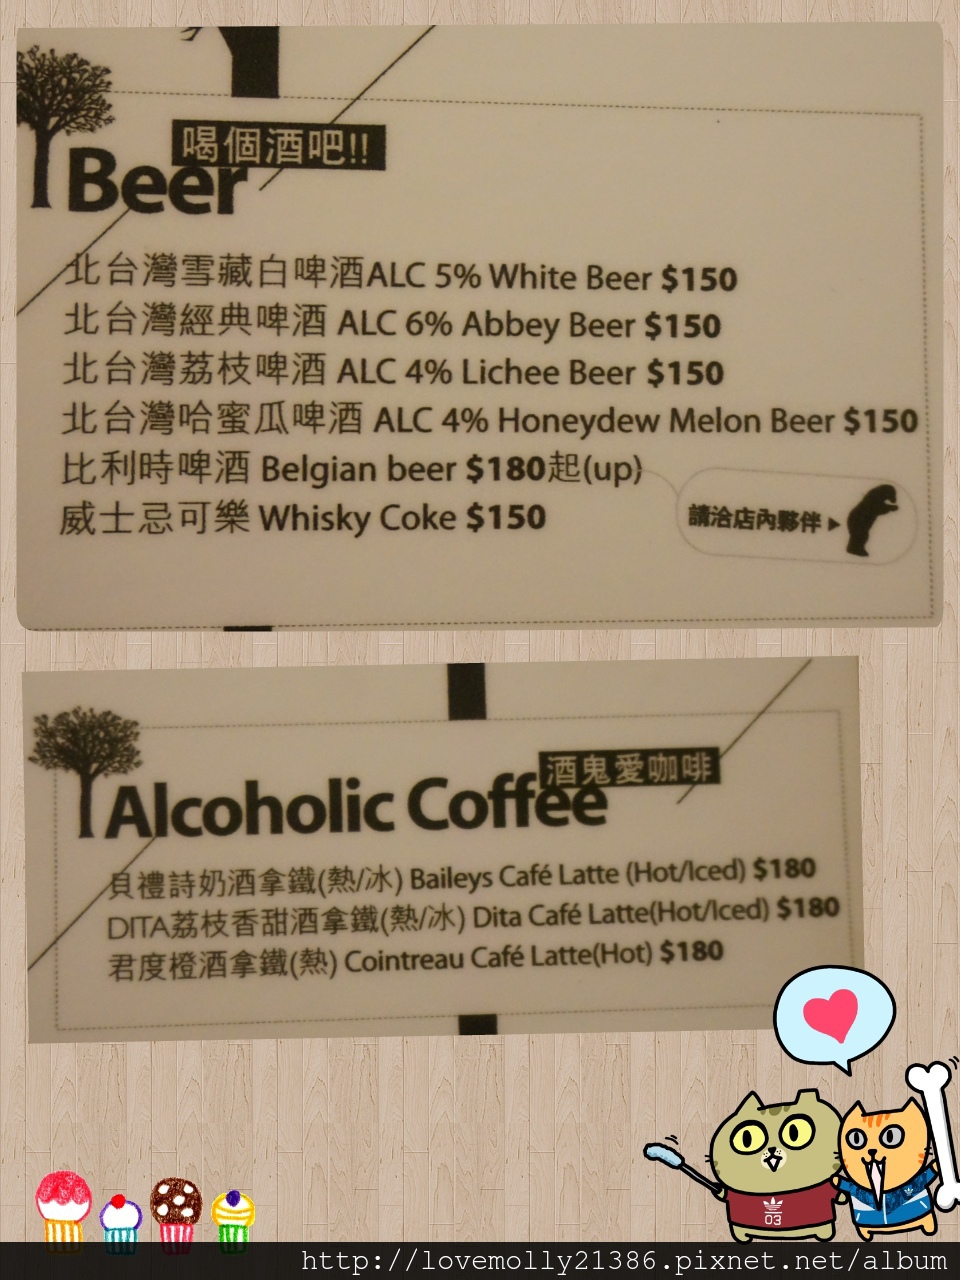 喝個酒吧!!
Beer
北台灣雪藏白啤酒ALC 5% White Beer $150
北台灣經典啤酒 ALC 6% Abbey Beer $150
北台灣荔枝啤酒 ALC 4% Lichee Beer $150
北台灣哈蜜瓜啤酒 ALC 4% Honeydew Melon Beer $150
比利時啤酒 Belgian beer $180起(up)
請洽店內夥伴▶
威士忌可樂 Whisky Coke $150
酒鬼愛咖啡
Alcoholic Coffee
貝禮詩奶酒拿鐵(熱/冰) Baileys Café Latte (Hot/Iced) $180
DITA荔枝香甜酒拿鐵(熱/冰) Dita Café Latte(Hot/Iced) $180
君度橙酒拿鐵(熱) Cointreau Café Latte(Hot) $180
03
http://lovemolly21386.pixnet.net/album